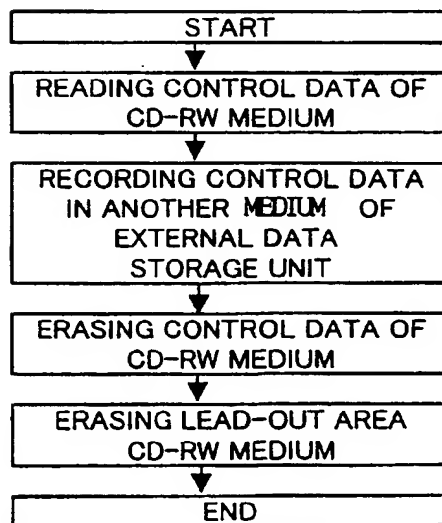 START
READING CONTROL DATA OF
CD-RW MEDIUM
RECORDING CONTROL DATA
IN ANOTHER MEDIUM OF
EXTERNAL DATA
STORAGE UNIT
ERASING CONTROL DATA OF
CD-RW MEDIUM
ERASING LEAD-OUT AREA
CD-RW MEDIUM
END